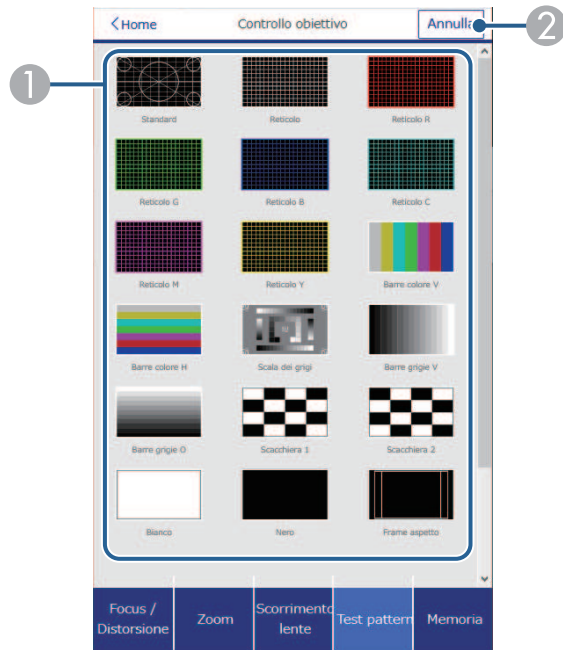 Home Controllo obiettivo Annulla 2
1
Standard Reticolo Reticolo R
Reticolo G Reticolo B Reticolo C
Reticolo M Reticolo Y Barre colore V
Barre colore H Scala dei grigi Barre grigie V
Barre grigie O Scacchiera 1 Scacchiera 2
Bianco Nero Frame aspetto
Focus / Distorsione
Zoom
Scorrimento lente
Test pattern
Memoria